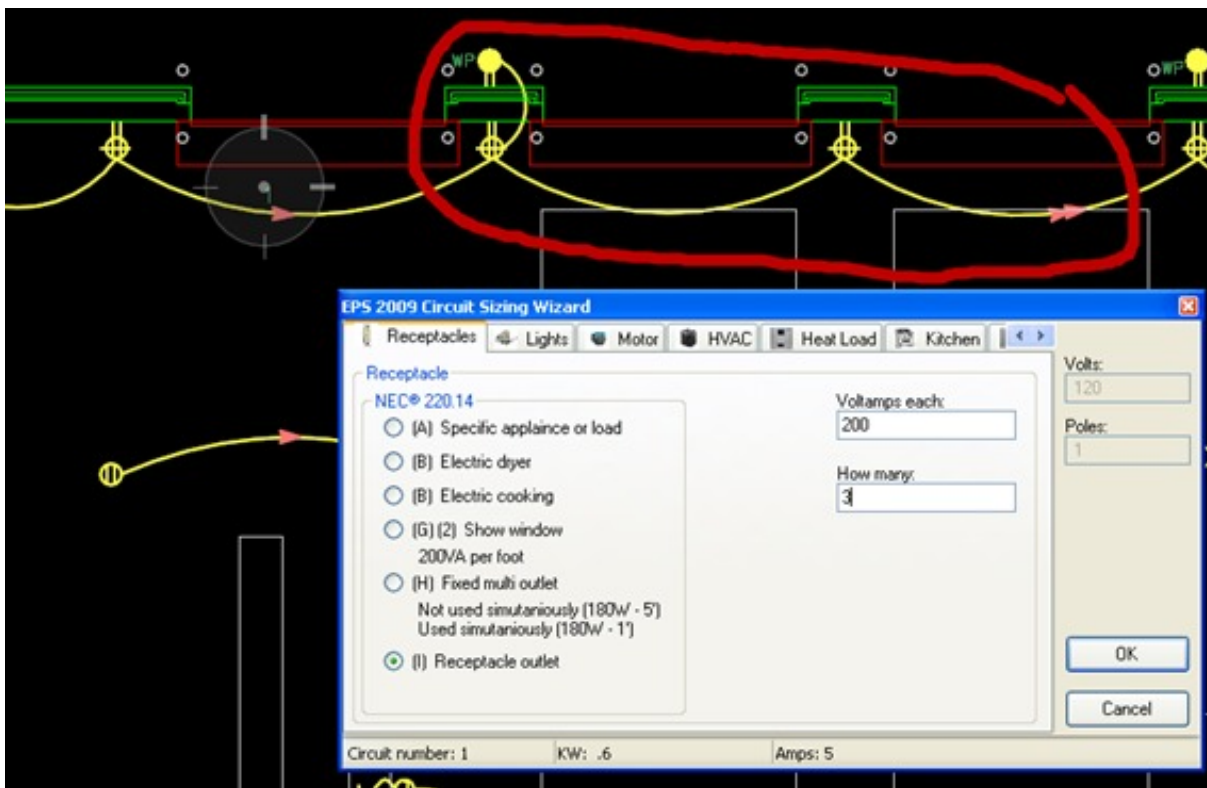 WP
WP
EPS 2009 Circuit Sizing Wizard
Receptacles Lights Motor HVAC Heat Load Kitchen
Receptacle
NEC® 220.14
(A) Specific applaince or load
(B) Electric dryer
(B) Electric cooking
(G)(2) Show window
200VA per foot
(H) Fixed multi outlet
Not used simutaniously (180W - 5')
Used simutaniously (180W - 1')
(I) Receptacle outlet
Voltamps each:
200
How many:
3
Volts:
120
Poles:
1
OK
Cancel
Circuit number: 1 KW: .6 Amps: 5